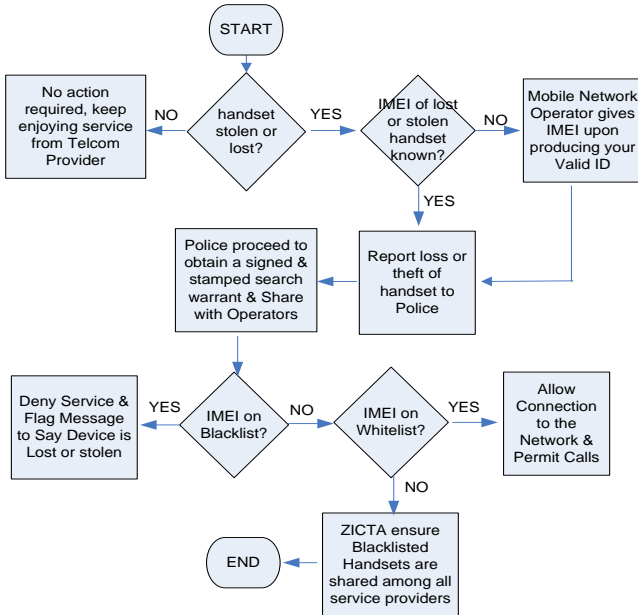 START
No action
required, keep
enjoying service
from Telcom
Provider
NO
handset
stolen or
lost?
YES
IMEI of lost
or stolen
handset
known?
NO
Mobile Network
Operator gives
IMEI upon
producing your
Valid ID
YES
Police proceed to
obtain a signed &
stamped search
warrant & Share
with Operators
Report loss or
theft of
handset to
Police
Deny Service &
Flag Message
to Say Device is
Lost or stolen
YES
IMEI on
Blacklist?
NO
IMEI on
Whitelist?
YES
Allow
Connection
to the
Network &
Permit Calls
NO
END
ZICTA ensure
Blacklisted
Handsets are
shared among all
service providers